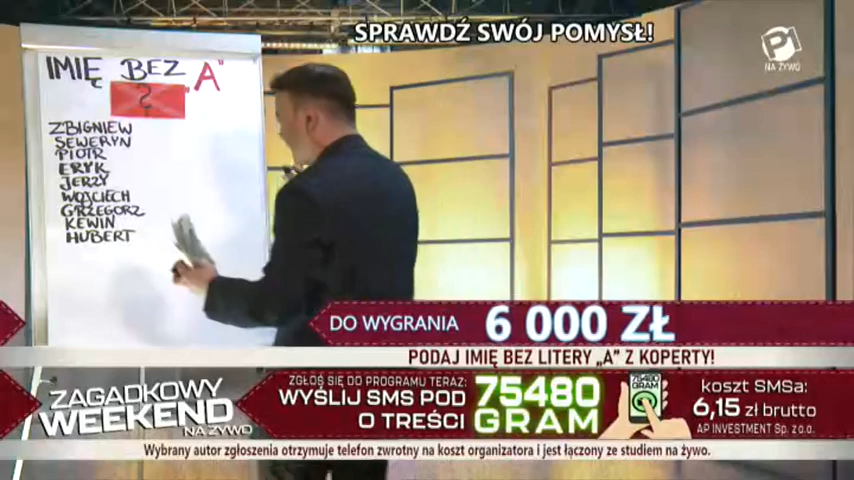 SPRAWDŹ SWÓJ POMYSŁ!
NA ŻYWO
IMIĘ BEZ „A"
?
ZBIGNIEW
SEWERYN
PIOTR
ERYK
JERZY
WOJCIECH
GRZEGORZ
KEWIN
HUBERT
DO WYGRANIA 6 000 ZŁ
PODAJ IMIĘ BEZ LITERY „A" Z KOPERTY!
ZAGADKOWY
WEEKEND
NA ŻYWO
ZGŁOŚ SIĘ DO PROGRAMU TERAZ:
WYŚLIJ SMS POD 75480
O TREŚCI GRAM
75480
GRAM
koszt SMSa:
6,15 zł brutto
AP INVESTMENT Sp. z o.o.
Wybrany autor zgłoszenia otrzymuje telefon zwrotny na koszt organizatora i jest łączony ze studiem na żywo.